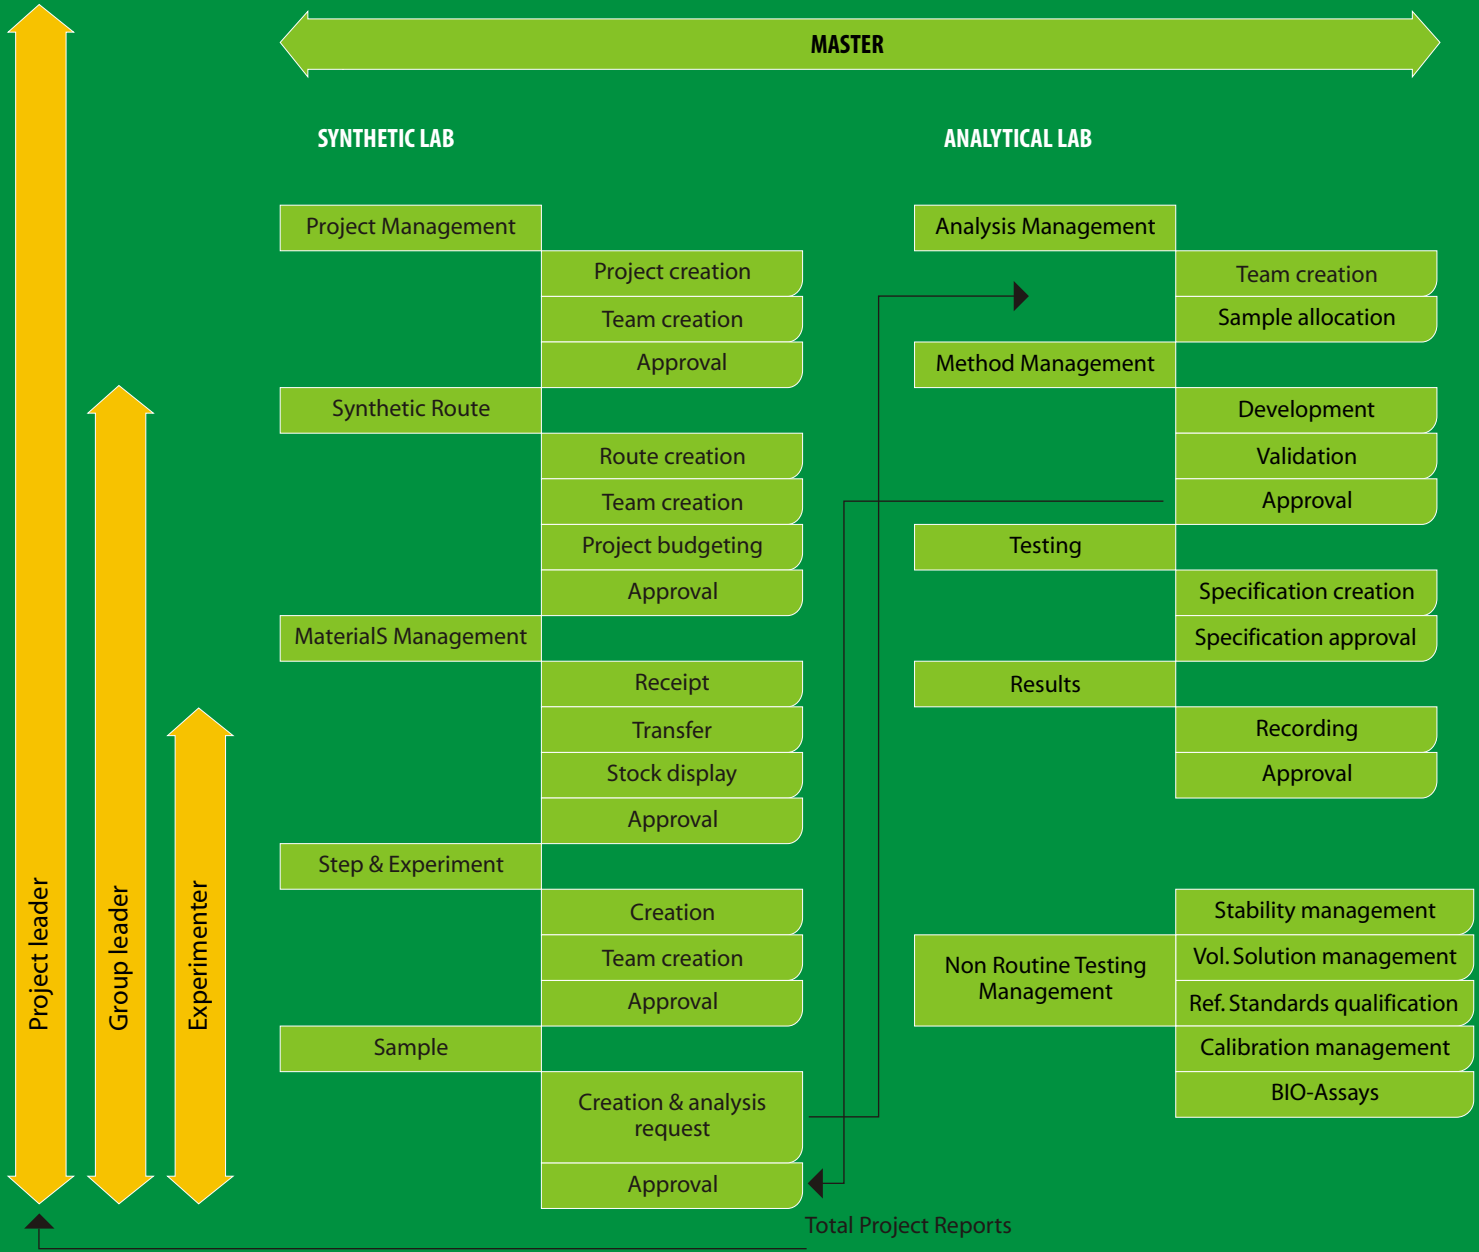 MASTER
SYNTHETIC LAB
Project Management
Project creation
Team creation
Approval
Synthetic Route
Route creation
Team creation
Project budgeting
Approval
MaterialS Management
Receipt
Transfer
Stock display
Approval
Step & Experiment
Creation
Team creation
Approval
Sample
Creation & analysis
request
Approval
ANALYTICAL LAB
Analysis Management
Team creation
Sample allocation
Method Management
Development
Validation
Approval
Testing
Specification creation
Specification approval
Results
Recording
Approval
Non Routine Testing
Management
Stability management
Vol. Solution management
Ref. Standards qualification
Calibration management
BIO-Assays
Project leader
Group leader
Experimenter
Total Project Reports